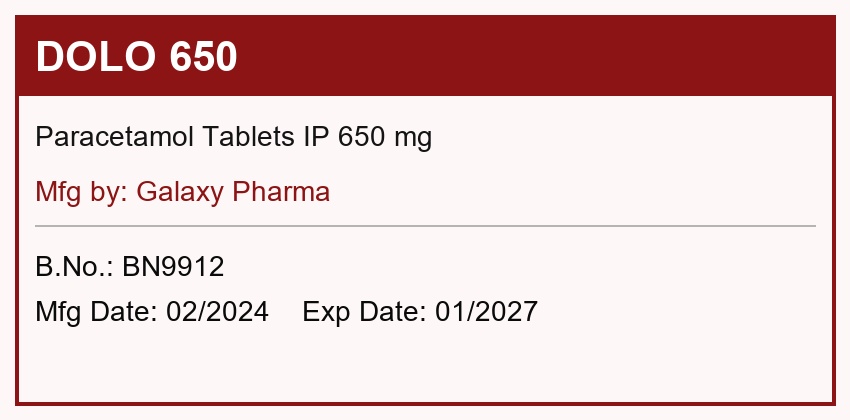 DOLO 650
Paracetamol Tablets IP 650 mg
Mfg by: Galaxy Pharma
B.No.: BN9912
Mfg Date: 02/2024    Exp Date: 01/2027